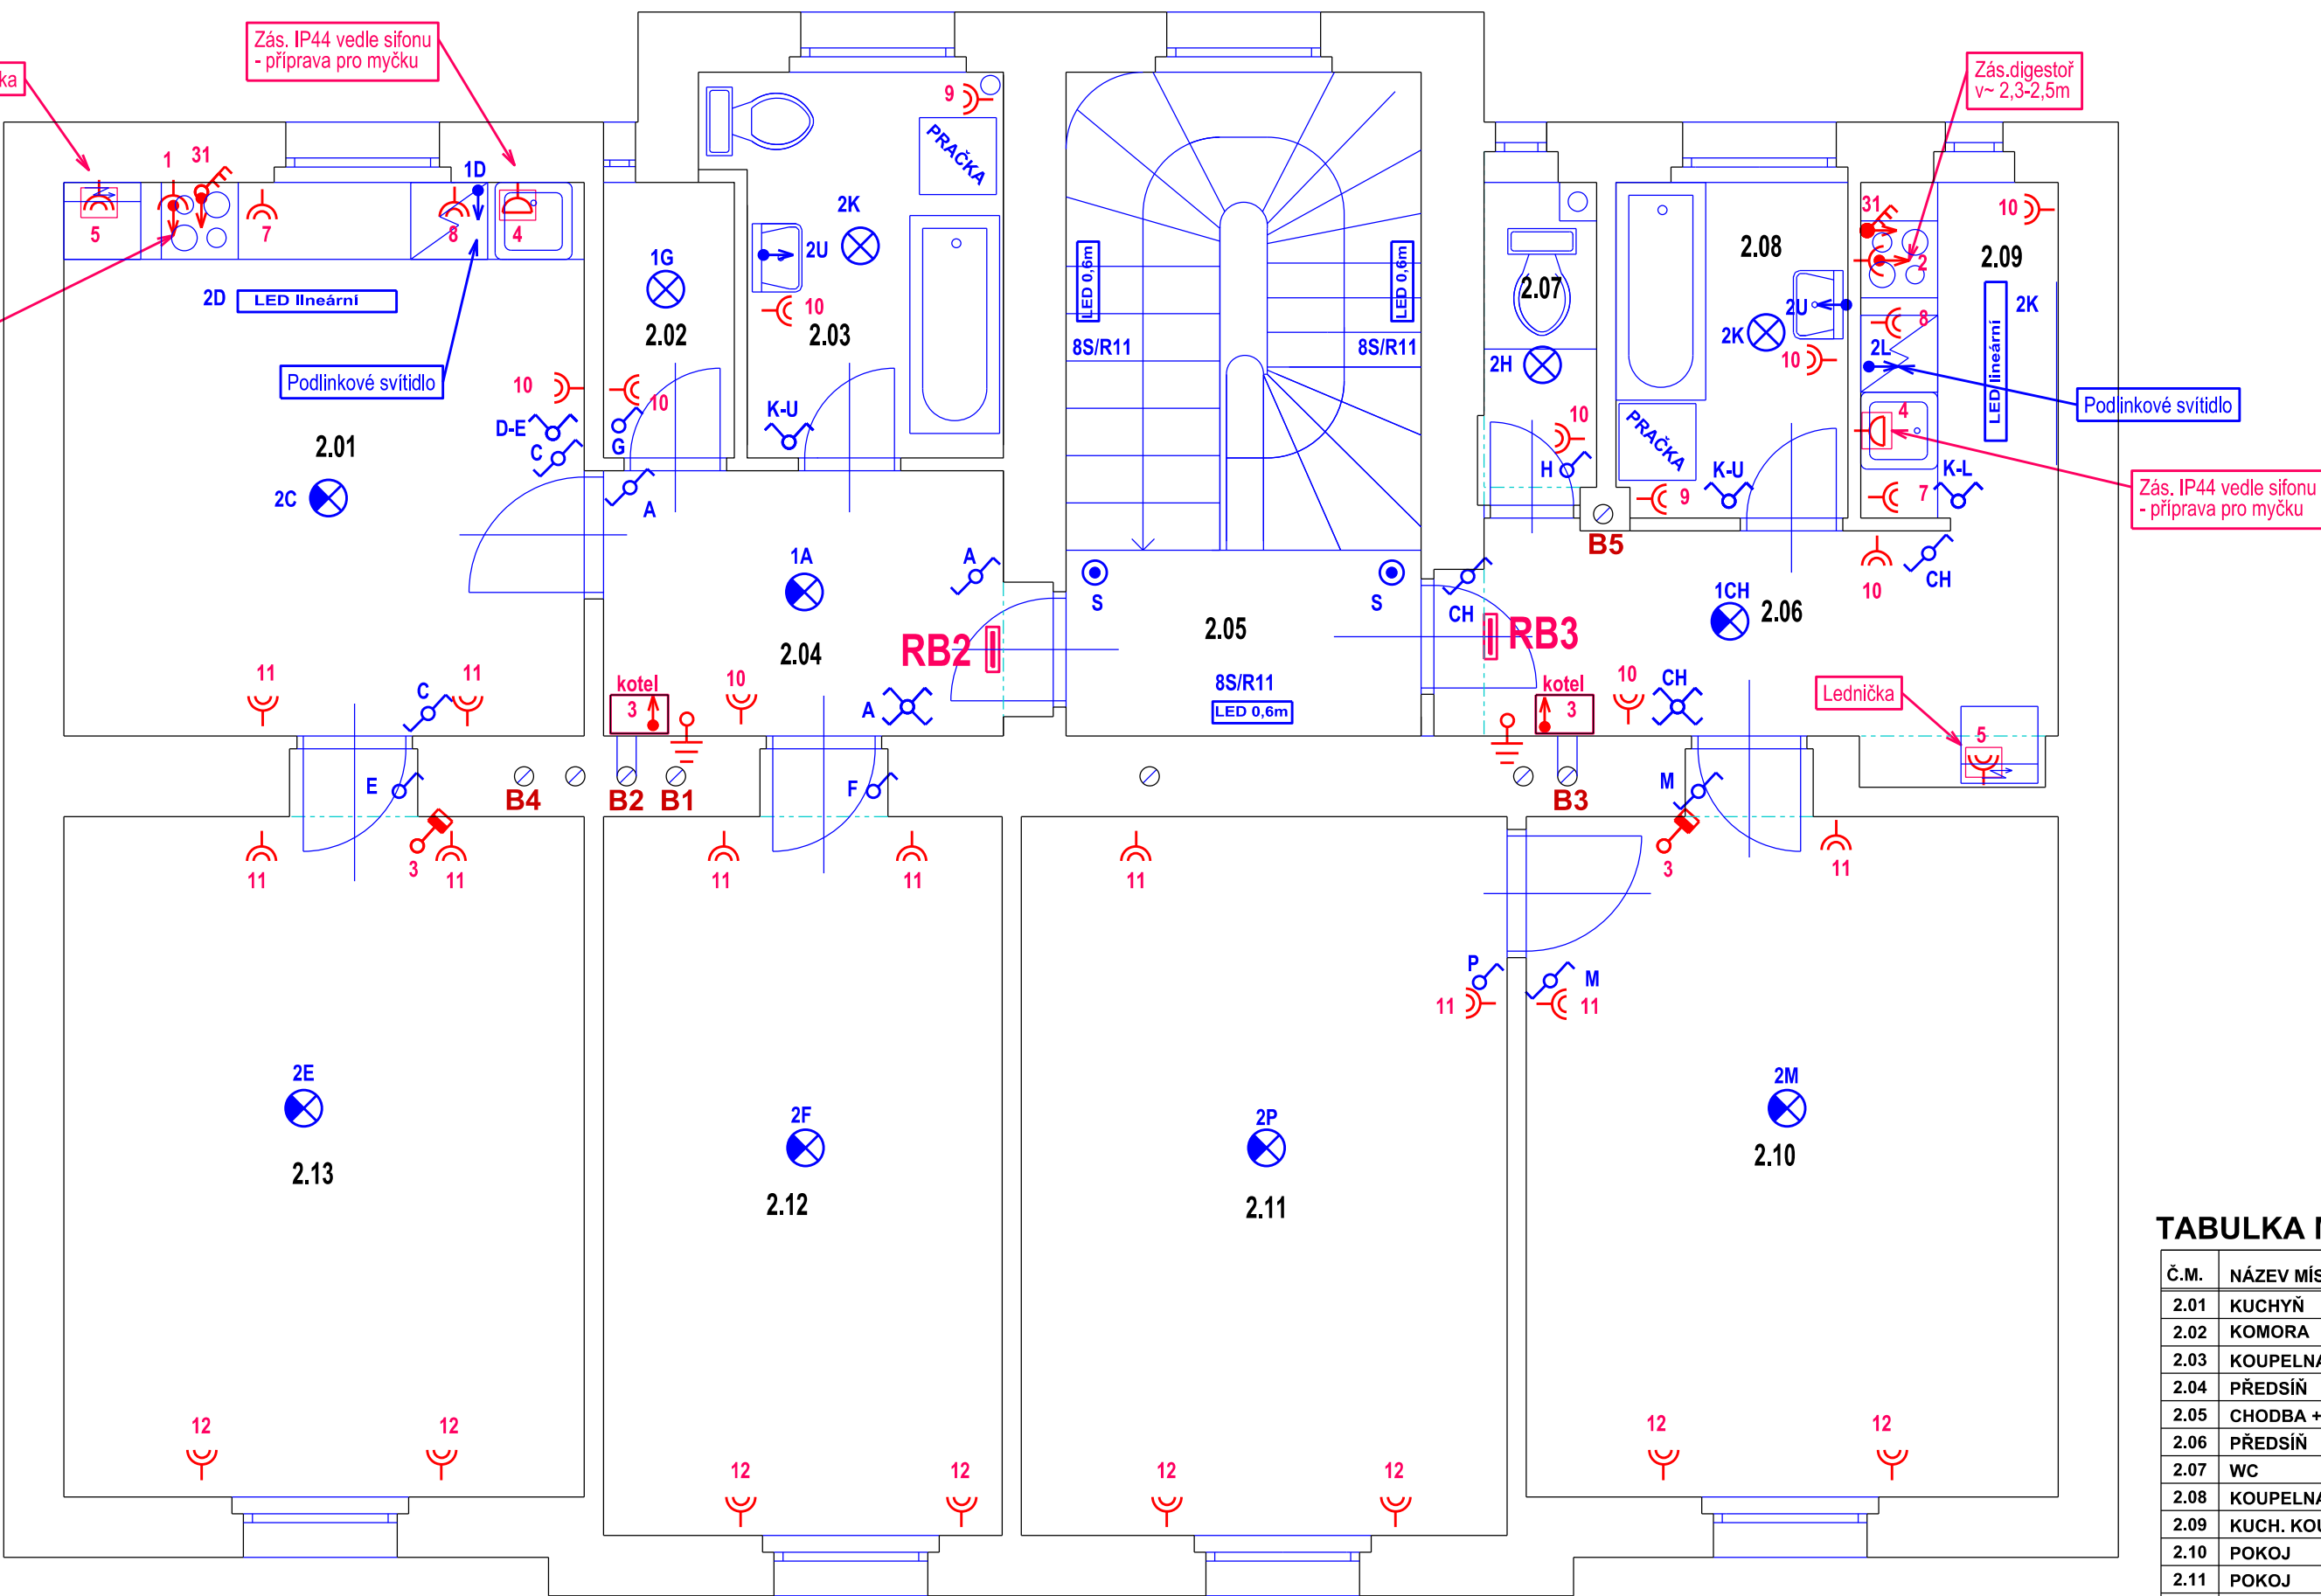 Zás. IP44 vedle sifonu
- příprava pro myčku
ka
Zás.digestoř
v~ 2,3-2,5m
9
PRAČKA
1
31
1D
5
7
8
4
2K
2U
1G
10
2.02
2.03
2D
LED lIneární
Podlinkové svítidlo
LED 0,6m
LED 0,6m
8S/R11
8S/R11
2.07
2.08
31
10
2
2.09
2U
2K
8
2K
2L
LED lineární
10
2H
Podlinkové svítidlo
10
10
D-E
C
G
K-U
2.01
10
H
PRAČKA
4
K-U
K-L
7
9
Zás. IP44 vedle sifonu
- příprava pro myčku
2C
A
B5
1A
A
S
S
CH
CH
10
1CH
2.06
2.04
RB2
2.05
RB3
11
11
C
kotel
3
10
A
8S/R11
LED 0,6m
kotel
3
10
CH
Lednička
5
E
B4
B2
B1
F
B3
M
11
3
11
11
11
11
3
11
P
M
11
11
2E
2F
2P
2M
2.13
2.12
2.11
2.10
12
12
12
12
12
12
12
12
TABULKA
Č.M.
NÁZEV
2.01 KUCHYŇ
2.02 KOMORA
2.03 KOUPELNA
2.04 PŘEDSÍŇ
2.05 CHODBA +
2.06 PŘEDSÍŇ
2.07 WC
2.08 KOUPELNA
2.09 KUCH.
2.10 POKOJ
2.11 POKOJ